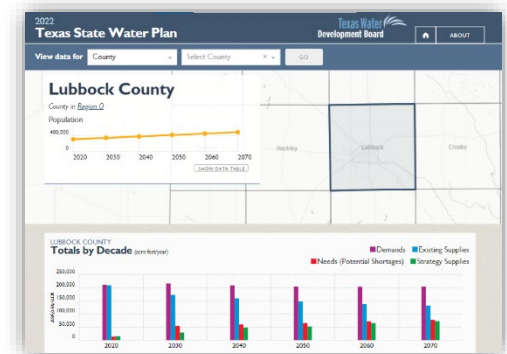 2022
Texas State Water Plan
Texas Water
Development Board
ABOUT
View data for County Select County × GO
Lubbock County
County in Region O
Population
400,000
0
2020 2030 2040 2050 2060 2070
SHOW DATA TABLE
Hockley Lubbock Crosby
LUBBOCK COUNTY
Totals by Decade (acre-feet/year)
Demands Existing Supplies
Needs (Potential Shortages) Strategy Supplies
250,000
200,000
150,000
100,000
50,000
0
acre-feet/year
2020 2030 2040 2050 2060 2070